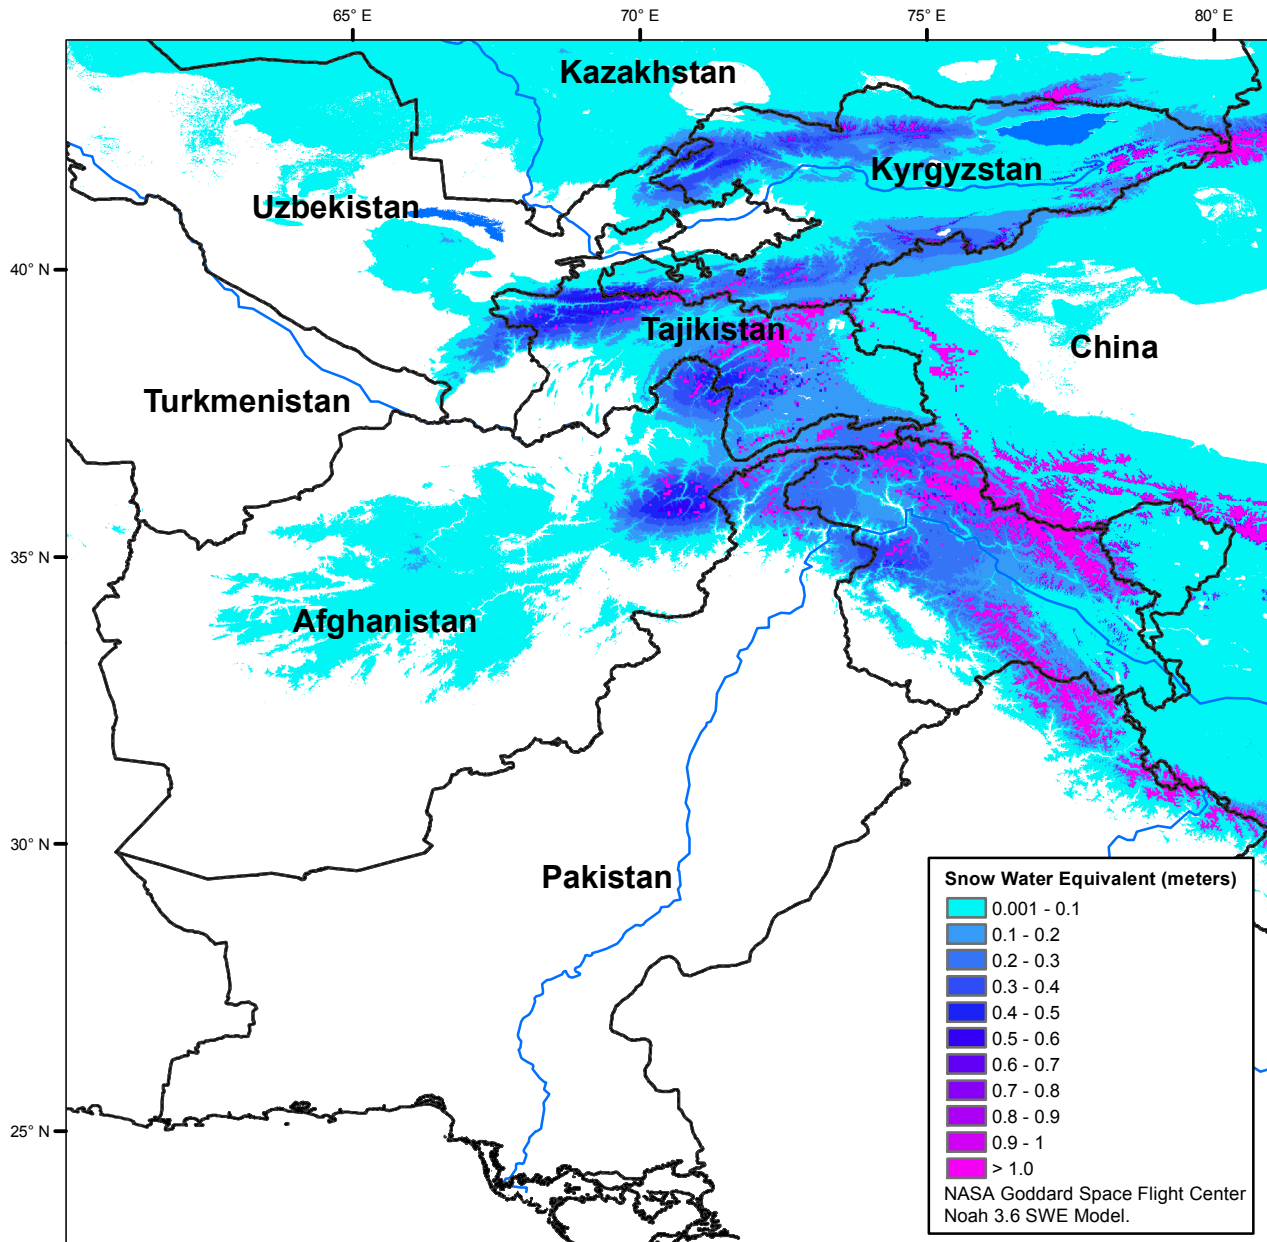 65° E
70° E
75° E
80° E
Kazakhstan
Kyrgyzstan
Uzbekistan
40° N
Tajikistan
China
Turkmenistan
35° N
Afghanistan
30° N
Pakistan
25° N
Snow Water Equivalent (meters)
0.001 - 0.1
0.1 - 0.2
0.2 - 0.3
0.3 - 0.4
0.4 - 0.5
0.5 - 0.6
0.6 - 0.7
0.7 - 0.8
0.8 - 0.9
0.9 - 1
> 1.0
NASA Goddard Space Flight Center
Noah 3.6 SWE Model.